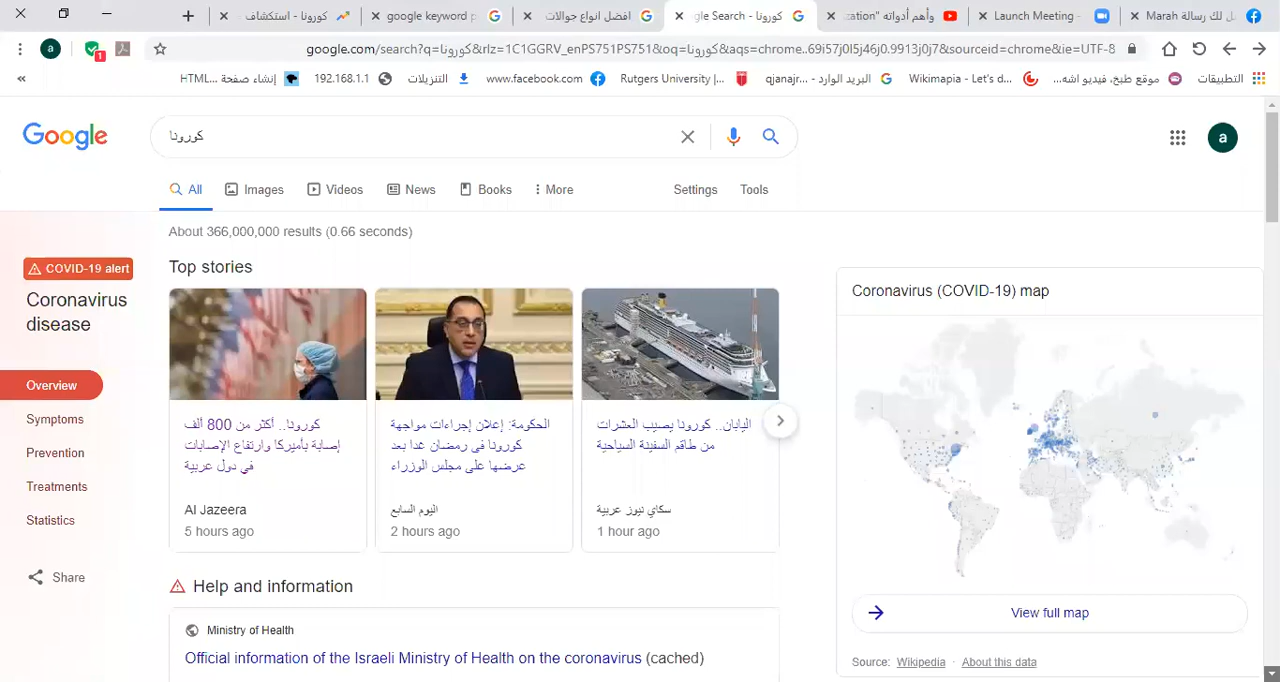 كورونا - استكشاف
google keyword p
افضل انواع حوالات
gle Search - كورونا
zation" وأهم أدواته
Launch Meeting -
ل لك رسالة Marah
a
1
google.com/search?q=كورونا&rlz=1C1GGRV_enPS751PS751&oq=كورونا&aqs=chrome..69i57j0l5j46j0.9913j0j7&sourceid=chrome&ie=UTF-8
«
إنشاء صفحة HTML...
192.168.1.1
التنزيلات
www.facebook.com
Rutgers University |...
البريد الوارد - qjanajr...
Wikimapia - Let's d...
موقع طبخ، فيديو اشه...
التطبيقات
Google
كورونا
a
All
Images
Videos
News
Books
More
Settings
Tools
About 366,000,000 results (0.66 seconds)
COVID-19 alert
Coronavirus
disease
Overview
Symptoms
Prevention
Treatments
Statistics
Share
Top stories
كورونا.. أكثر من 800 ألف
إصابة بأميركا وارتفاع الإصابات
في دول عربية
Al Jazeera
5 hours ago
الحكومة: إعلان إجراءات مواجهة
كورونا فى رمضان غدا بعد
عرضها على مجلس الوزراء
اليوم السابع
2 hours ago
اليابان.. كورونا يصيب العشرات
من طاقم السفينة السياحية
سكاي نيوز عربية
1 hour ago
Help and information
Ministry of Health
Official information of the Israeli Ministry of Health on the coronavirus (cached)
Coronavirus (COVID-19) map
View full map
Source: Wikipedia · About this data